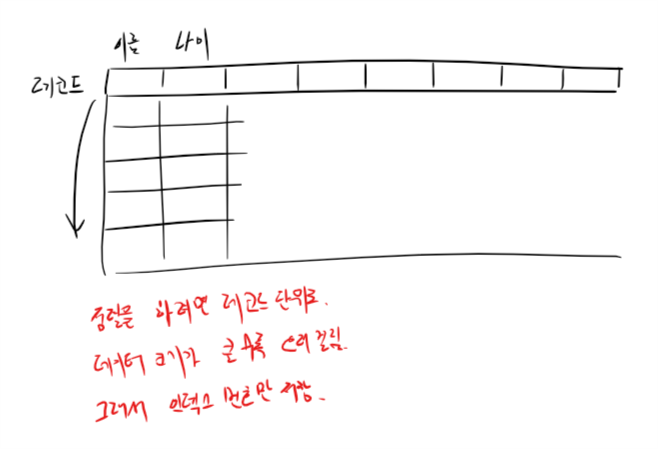 이름 나이
레코드
정렬을 하려면 레코드 단위로.
데이터 크기가 클수록 오래걸림.
그래서 인덱스 번호만 저장.